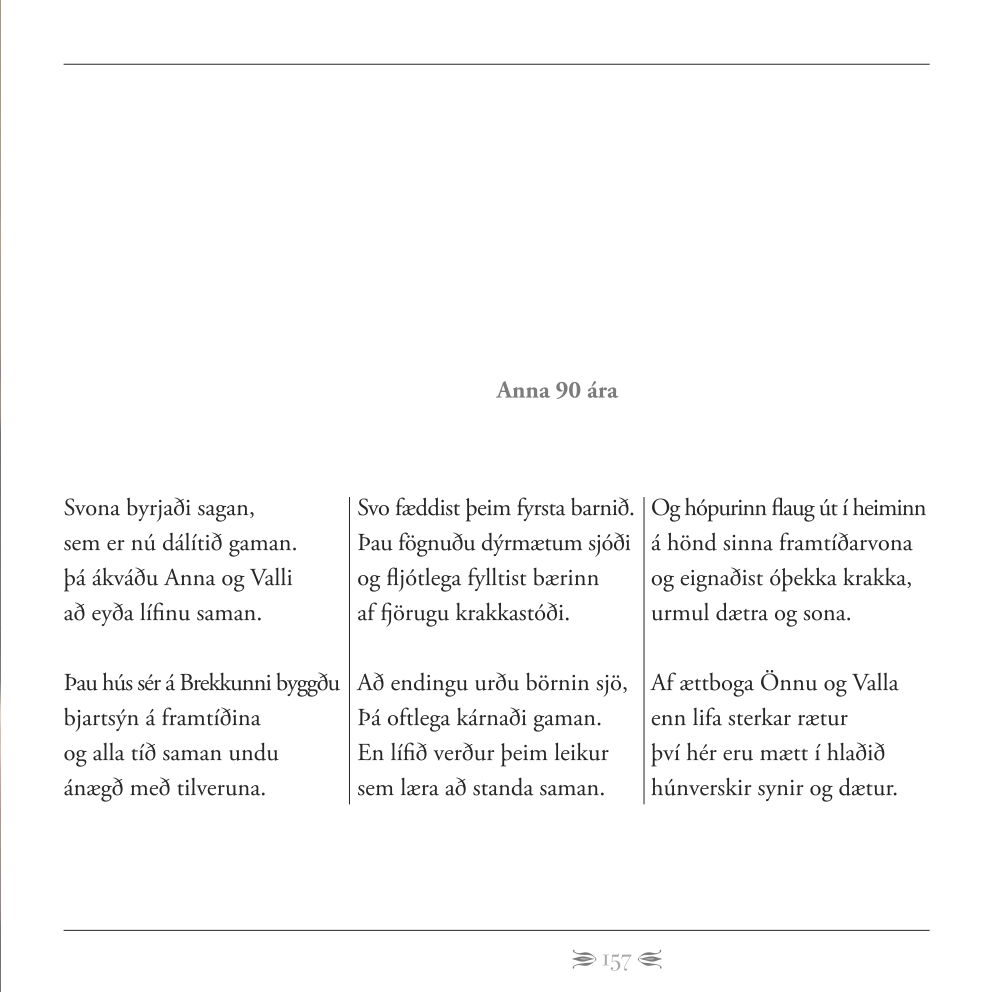 Anna 90 ára
Svona byrjaði sagan,
sem er nú dálítið gaman.
þá ákváðu Anna og Valli
að eyða lífinu saman.
Þau hús sér á Brekkunni byggðu
bjartsýn á framtíðina
og alla tíð saman undu
ánægð með tilveruna.
Svo fæddist þeim fyrsta barnið.
Þau fögnuðu dýrmætum sjóði
og fljótlega fylltist bærinn
af fjörugu krakkastóði.
Að endingu urðu börnin sjö,
Þá oftlega kárnaði gaman.
En lífið verður þeim leikur
sem læra að standa saman.
Og hópurinn flaug út í heiminn
á hönd sinna framtíðarvona
og eignaðist óþekka krakka,
urmul dætra og sona.
Af ættboga Önnu og Valla
enn lifa sterkar rætur
því hér eru mætt í hlaðið
húnverskir synir og dætur.
157